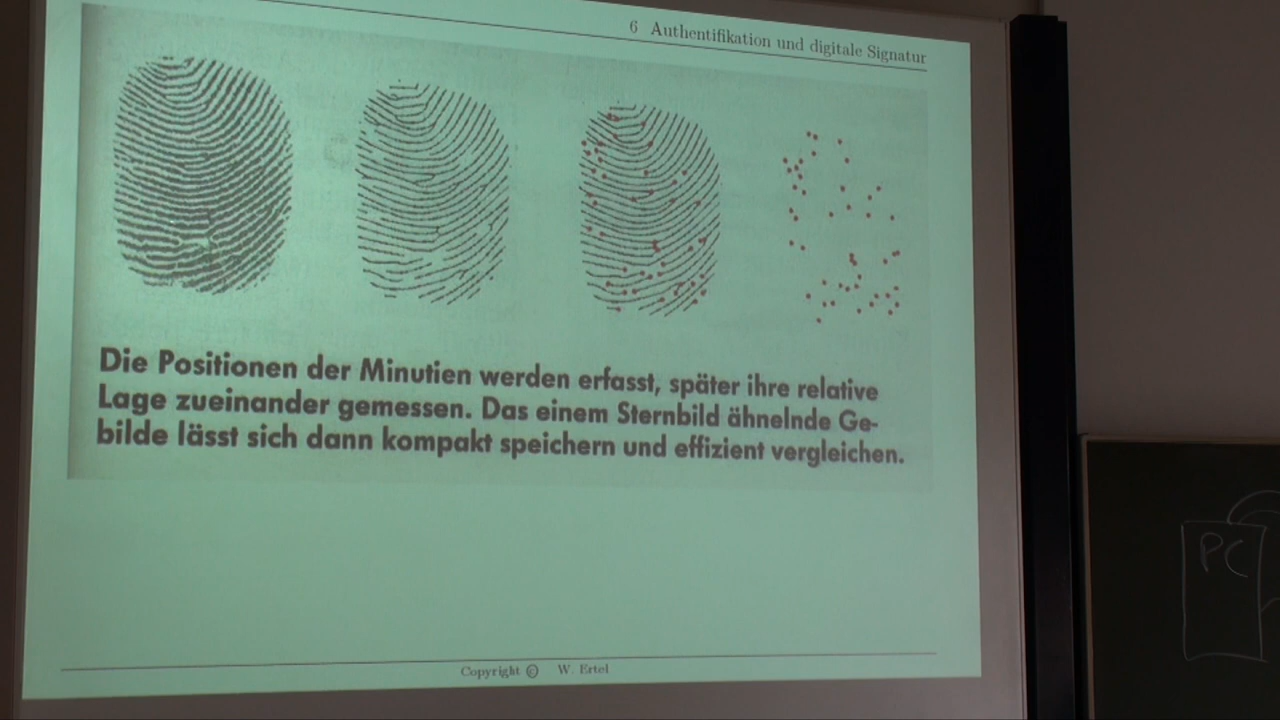 6 Authentifikation und digitale Signatur
Die Positionen der Minutien werden erfasst, später ihre relative
Lage zueinander gemessen. Das einem Sternbild ähnelnde Ge-
bilde lässt sich dann kompakt speichern und effizient vergleichen.
Copyright © W. Ertel
PC